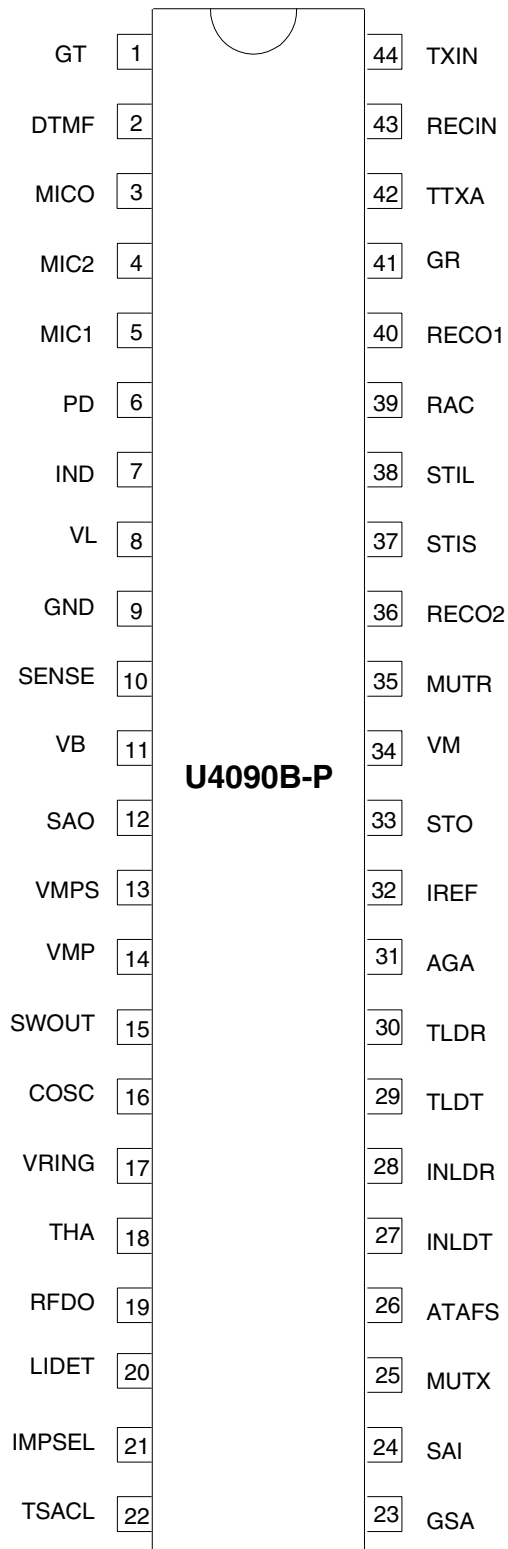 GT 1 44 TXIN
DTMF 2 43 RECIN
MICO 3 42 TTXA
MIC2 4 41 GR
MIC1 5 40 RECO1
PD 6 39 RAC
IND 7 38 STIL
VL 8 37 STIS
GND 9 36 RECO2
SENSE 10 35 MUTR
VB 11 34 VM
U4090B-P
SAO 12 33 STO
VMPS 13 32 IREF
VMP 14 31 AGA
SWOUT 15 30 TLDR
COSC 16 29 TLDT
VRING 17 28 INLDR
THA 18 27 INLDT
RFDO 19 26 ATAFS
LIDET 20 25 MUTX
IMPSEL 21 24 SAI
TSACL 22 23 GSA